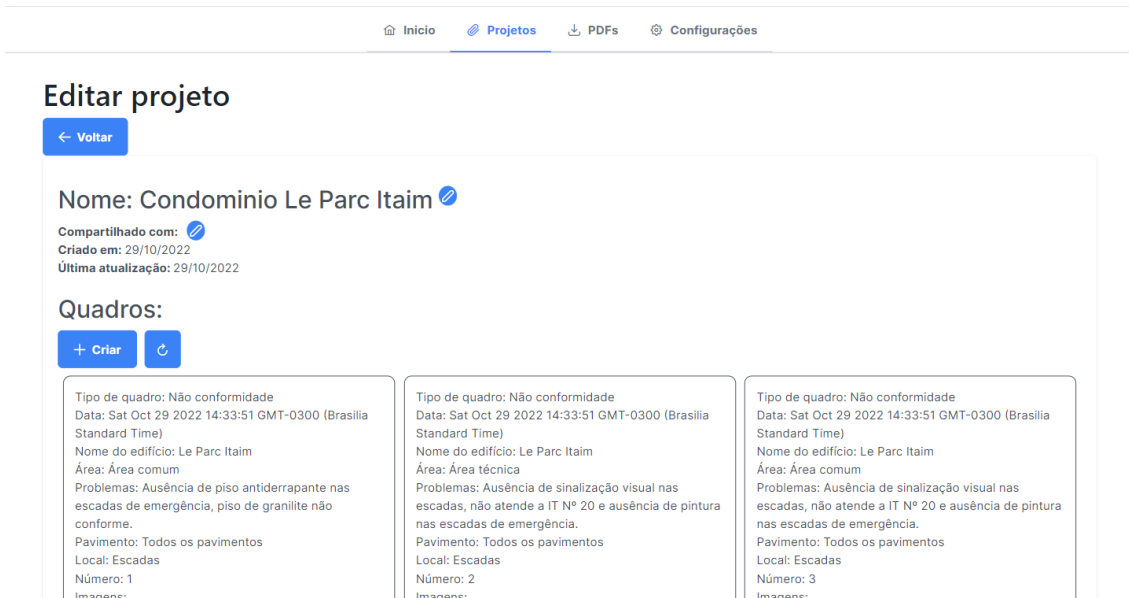 Inicio Projetos PDFs Configurações
Editar projeto
Voltar
Nome: Condominio Le Parc Itaim
Compartilhado com:
Criado em: 29/10/2022
Última atualização: 29/10/2022
Quadros:
Criar
Tipo de quadro: Não conformidade
Data: Sat Oct 29 2022 14:33:51 GMT-0300 (Brasilia
Standard Time)
Nome do edifício: Le Parc Itaim
Área: Área comum
Problemas: Ausência de piso antiderrapante nas
escadas de emergência, piso de granilite não
conforme.
Pavimento: Todos os pavimentos
Local: Escadas
Número: 1
Imagens:
Tipo de quadro: Não conformidade
Data: Sat Oct 29 2022 14:33:51 GMT-0300 (Brasilia
Standard Time)
Nome do edifício: Le Parc Itaim
Área: Área técnica
Problemas: Ausência de sinalização visual nas
escadas, não atende a IT Nº 20 e ausência de pintura
nas escadas de emergência.
Pavimento: Todos os pavimentos
Local: Escadas
Número: 2
Imagens:
Tipo de quadro: Não conformidade
Data: Sat Oct 29 2022 14:33:51 GMT-0300 (Brasilia
Standard Time)
Nome do edifício: Le Parc Itaim
Área: Área comum
Problemas: Ausência de sinalização visual nas
escadas, não atende a IT Nº 20 e ausência de pintura
nas escadas de emergência.
Pavimento: Todos os pavimentos
Local: Escadas
Número: 3
Imagens: